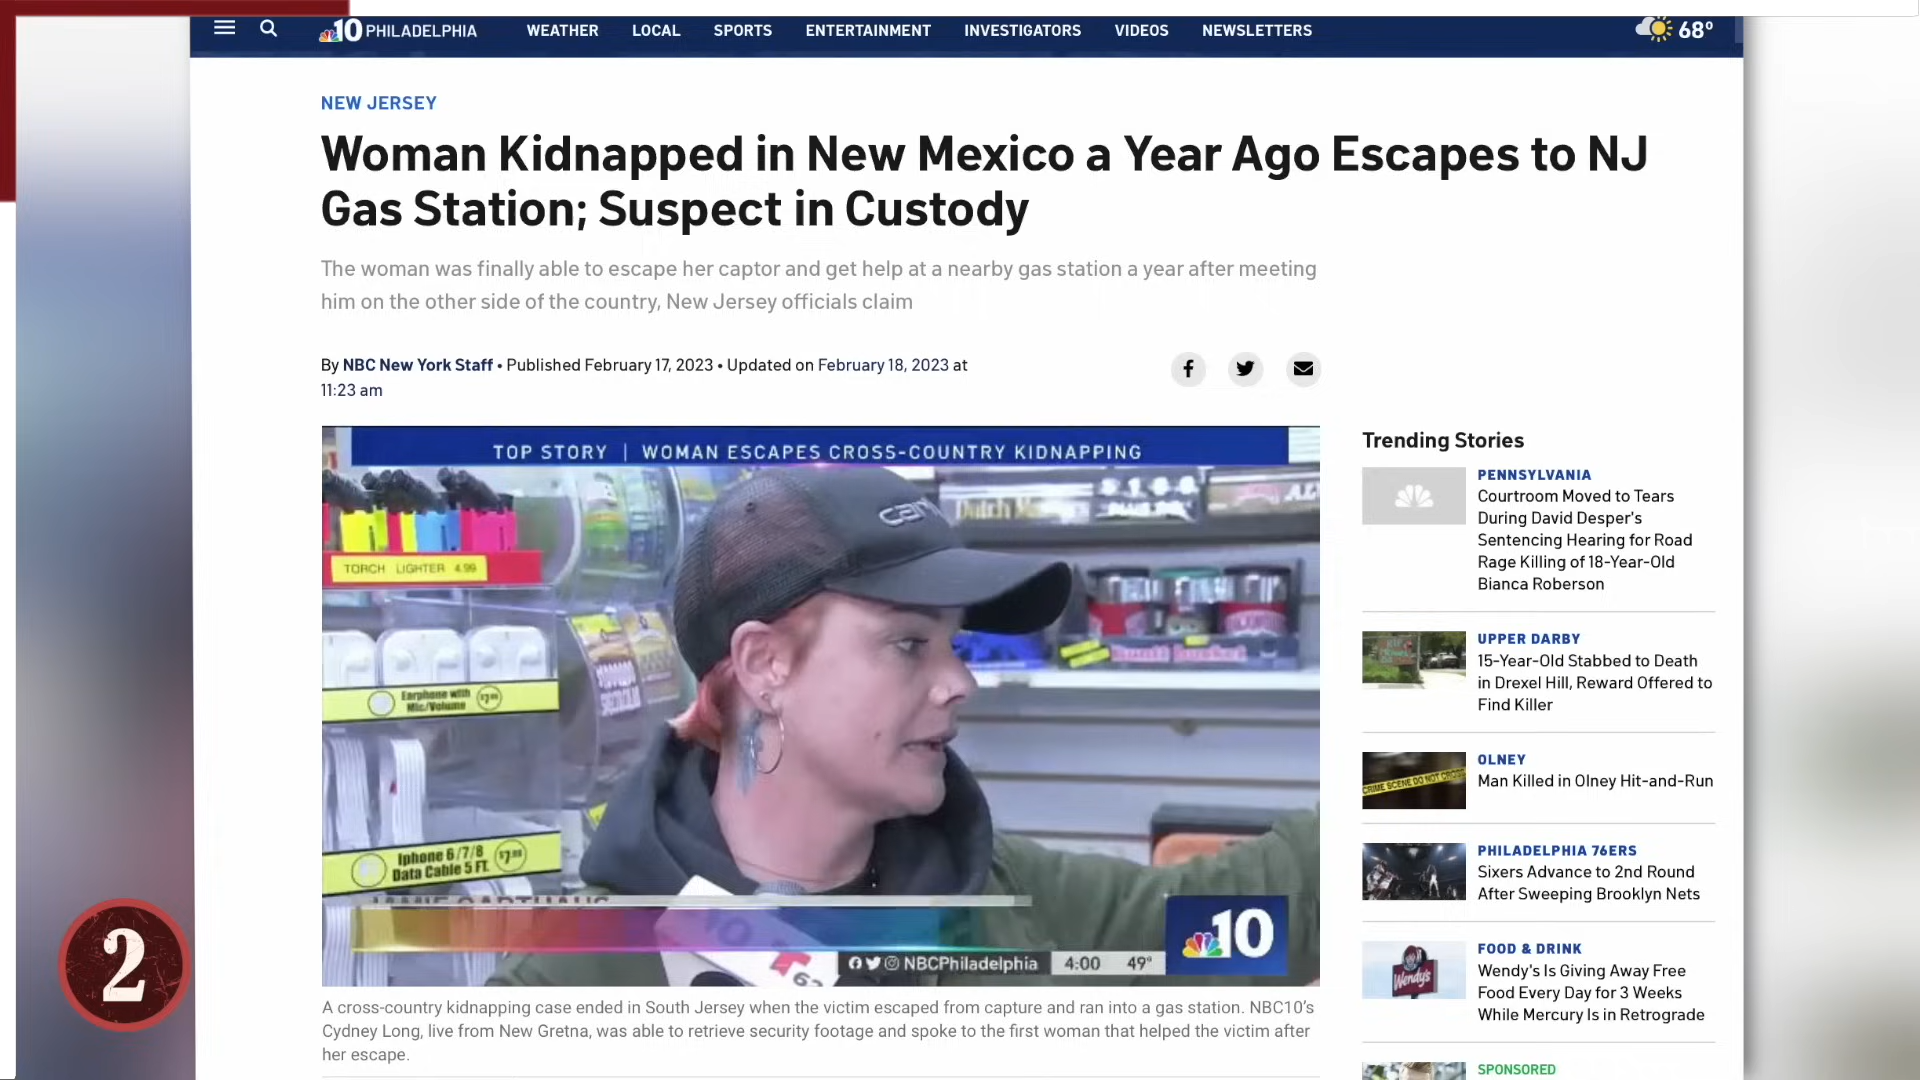 10 PHILADELPHIA WEATHER LOCAL SPORTS ENTERTAINMENT INVESTIGATORS VIDEOS NEWSLETTERS 68°
NEW JERSEY
Woman Kidnapped in New Mexico a Year Ago Escapes to NJ
Gas Station; Suspect in Custody
The woman was finally able to escape her captor and get help at a nearby gas station a year after meeting
him on the other side of the country, New Jersey officials claim
By NBC New York Staff • Published February 17, 2023 • Updated on February 18, 2023 at
11:23 am
TOP STORY | WOMAN ESCAPES CROSS-COUNTRY KIDNAPPING
Dutch
TORCH LIGHTER 4.99
Earphone with
Mic/Volume
Iphone 6/7/8
Data Cable 5 FT.
10
NBCPhiladelphia 4:00 49°
A cross-country kidnapping case ended in South Jersey when the victim escaped from capture and ran into a gas station. NBC10's
Cydney Long, live from New Gretna, was able to retrieve security footage and spoke to the first woman that helped the victim after
her escape.
Trending Stories
PENNSYLVANIA
Courtroom Moved to Tears
During David Desper's
Sentencing Hearing for Road
Rage Killing of 18-Year-Old
Bianca Roberson
UPPER DARBY
15-Year-Old Stabbed to Death
in Drexel Hill, Reward Offered to
Find Killer
OLNEY
Man Killed in Olney Hit-and-Run
CRIME SCENE DO NOT CROSS
PHILADELPHIA 76ERS
Sixers Advance to 2nd Round
After Sweeping Brooklyn Nets
FOOD & DRINK
Wendy's Is Giving Away Free
Food Every Day for 3 Weeks
While Mercury Is in Retrograde
Wendy's
SPONSORED
2